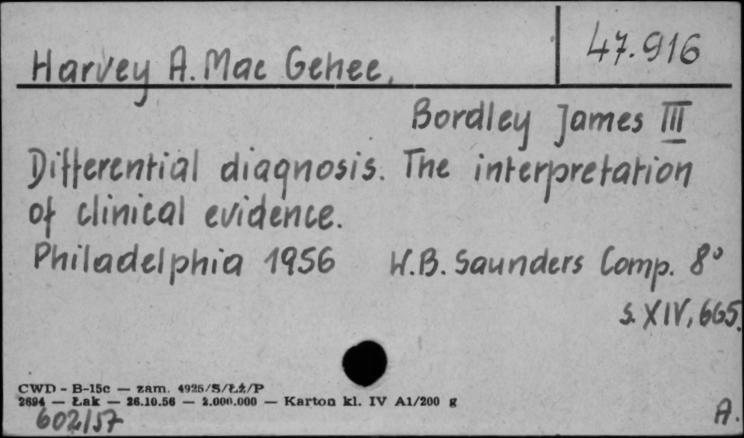 47.916
Harvey A. Mac Gehee,
Bordley James III
Differential diagnosis. The interpretation
of clinical evidence.
Philadelphia 1956 W.B. Saunders Comp. 8°
s. XIV, 665.
CWD - B-15c — zam. 4925/S/Łż/P
2694 — Łak — 26.10.56 — 2.000.000 — Karton kl. IV A1/200 g
602/57
A.